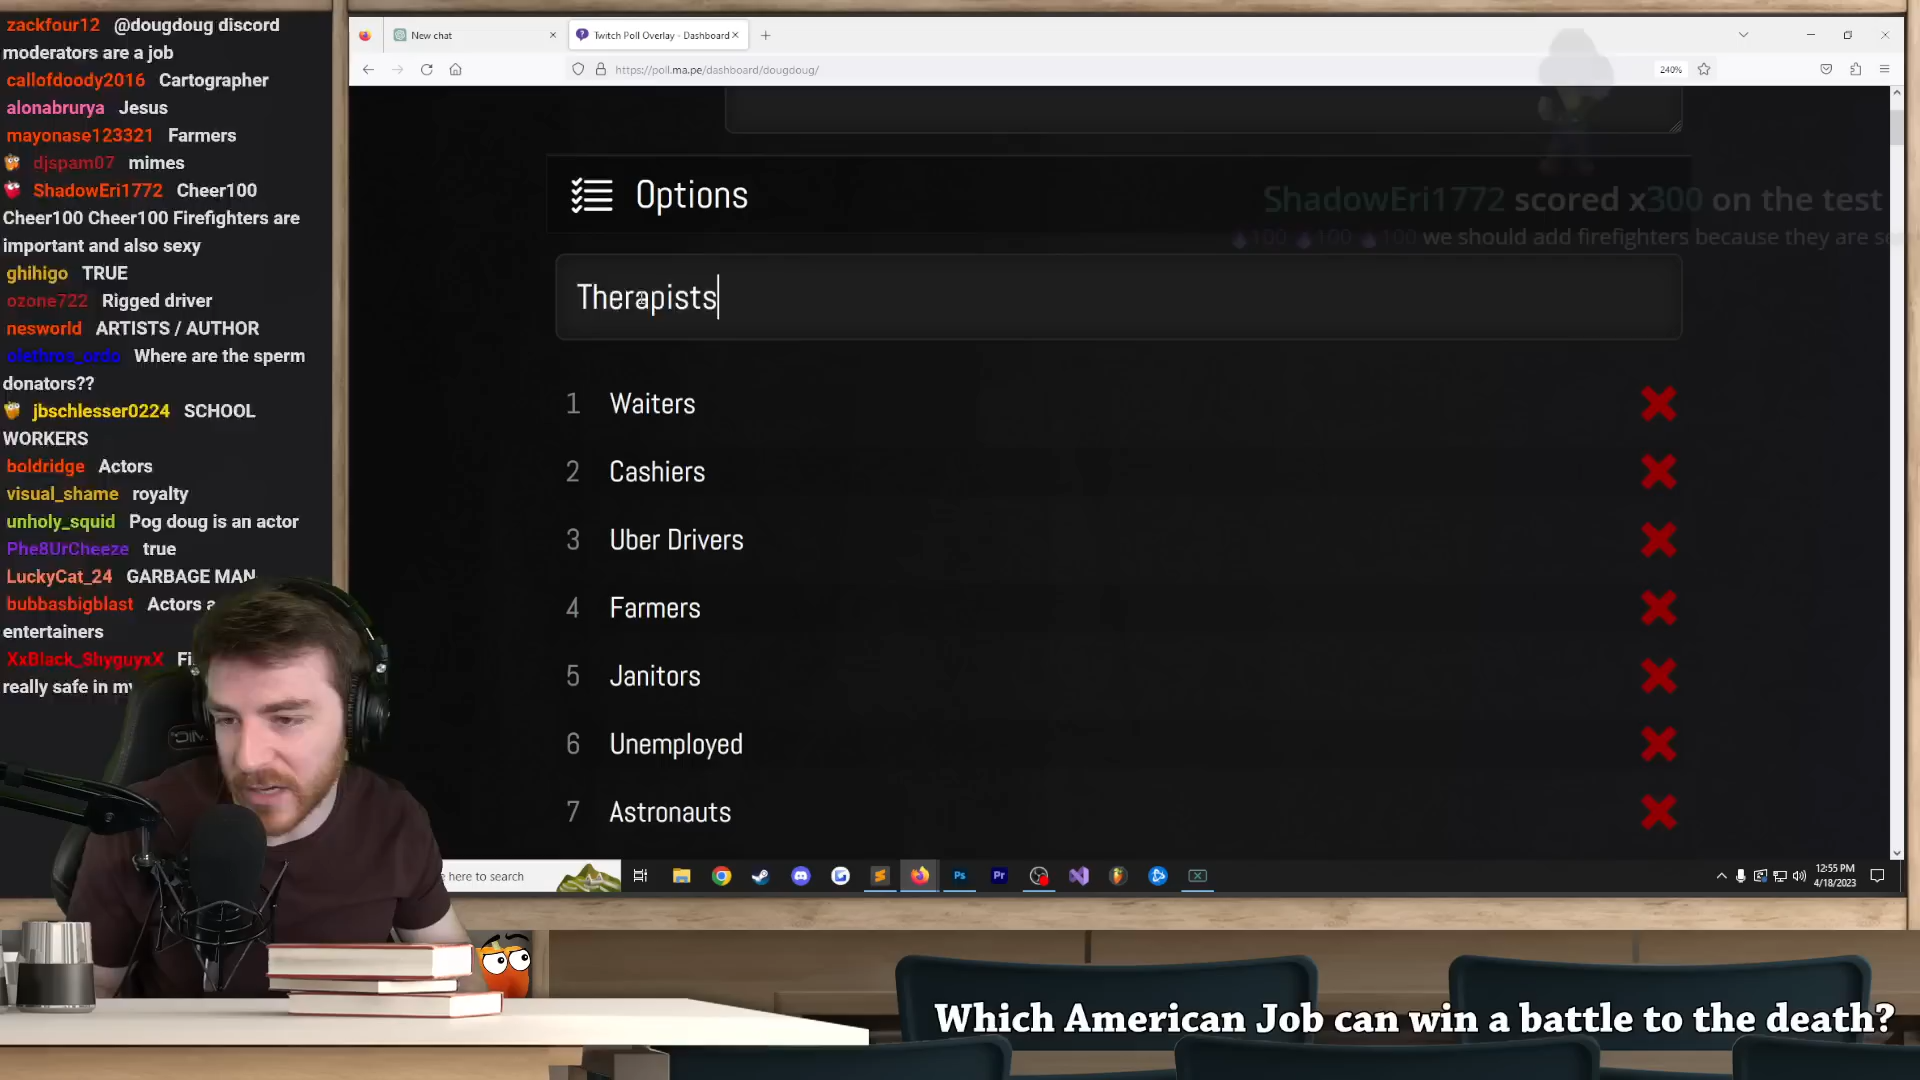 zackfour12 @dougdoug discord
moderators are a job
callofdoody2016 Cartographer
alonabrurya Jesus
mayonase123321 Farmers
djspam07 mimes
ShadowEri1772 Cheer100
Cheer100 Cheer100 Firefighters are
important and also sexy
ghihigo TRUE
ozone722 Rigged driver
nesworld ARTISTS / AUTHOR
olethros_ordo Where are the sperm
donators??
jbschlesser0224 SCHOOL
WORKERS
boldridge Actors
visual_shame royalty
unholy_squid Pog doug is an actor
Phe8UrCheeze true
LuckyCat_24 GARBAGE MAN
bubbasbigblast Actors a
entertainers
XxBlack_ShyguyxX Fi
really safe in my
New chat
Twitch Poll Overlay - Dashboard
https://poll.ma.pe/dashboard/dougdoug/
240%
Options
ShadowEri1772 scored x300 on the test
100 100 100 we should add firefighters because they are se
Therapists
1 Waiters
2 Cashiers
3 Uber Drivers
4 Farmers
5 Janitors
6 Unemployed
7 Astronauts
e here to search
Ps
Pr
12:55 PM
4/18/2023
Which American Job can win a battle to the death?